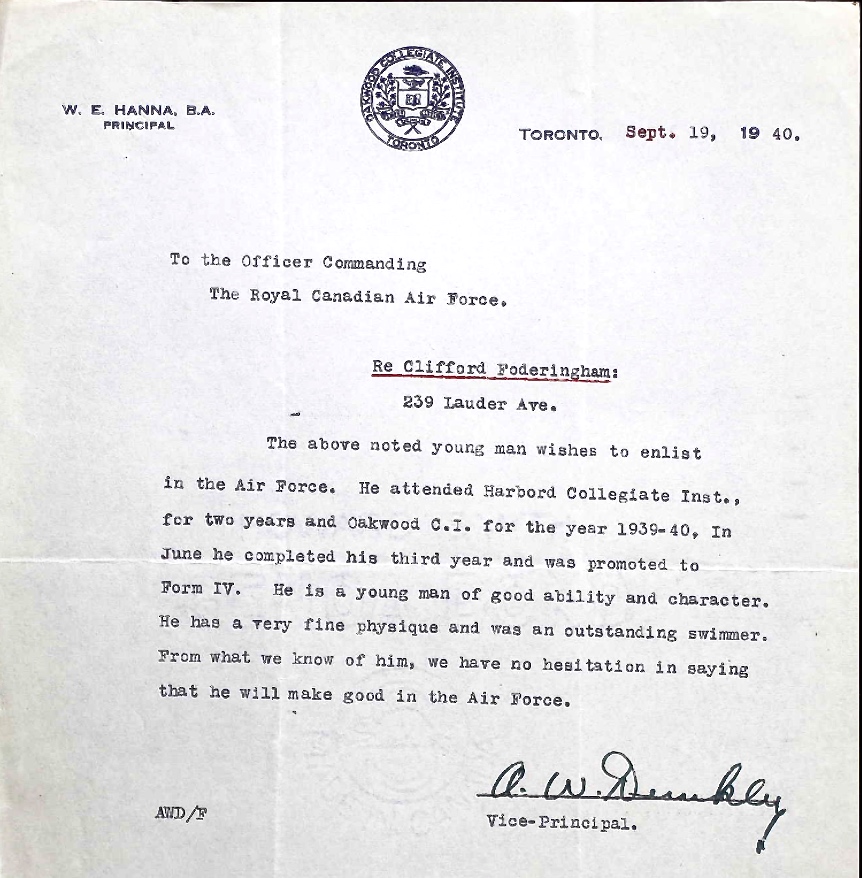 W. E. HANNA, B.A.
PRINCIPAL
OAKWOOD COLLEGIATE INSTITUTE
TORONTO
TORONTO, Sept. 19, 19 40.
To the Officer Commanding
The Royal Canadian Air Force.
Re Clifford Foderingham:
239 Lauder Ave.
The above noted young man wishes to enlist
in the Air Force. He attended Harbord Collegiate Inst.,
for two years and Oakwood C.I. for the year 1939-40, In
June he completed his third year and was promoted to
Form IV. He is a young man of good ability and character.
He has a very fine physique and was an outstanding swimmer.
From what we know of him, we have no hesitation in saying
that he will make good in the Air Force.
A. W. Dunkley
AWD/F
Vice-Principal.